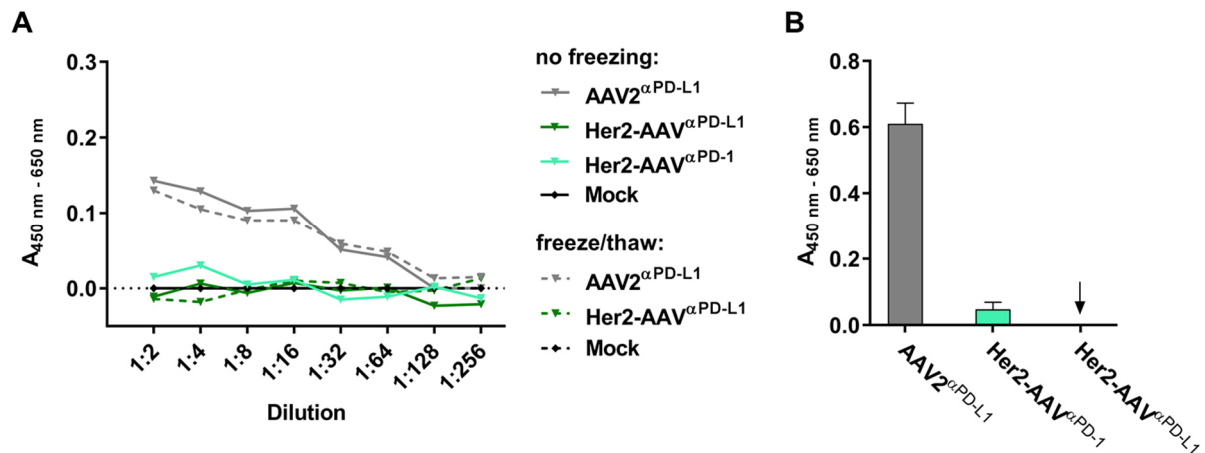 A
0.3
0.2
0.1
0.0
A450 nm - 650 nm
1:2
1:4
1:8
1:16
1:32
1:64
1:128
1:256
Dilution
no freezing:
AAV2αPD-L1
Her2-AAVαPD-L1
Her2-AAVαPD-1
Mock
freeze/thaw:
AAV2αPD-L1
Her2-AAVαPD-L1
Mock
B
0.8
0.6
0.4
0.2
0.0
A450 nm - 650 nm
AAV2αPD-L1
Her2-AAVαPD-1
Her2-AAVαPD-L1